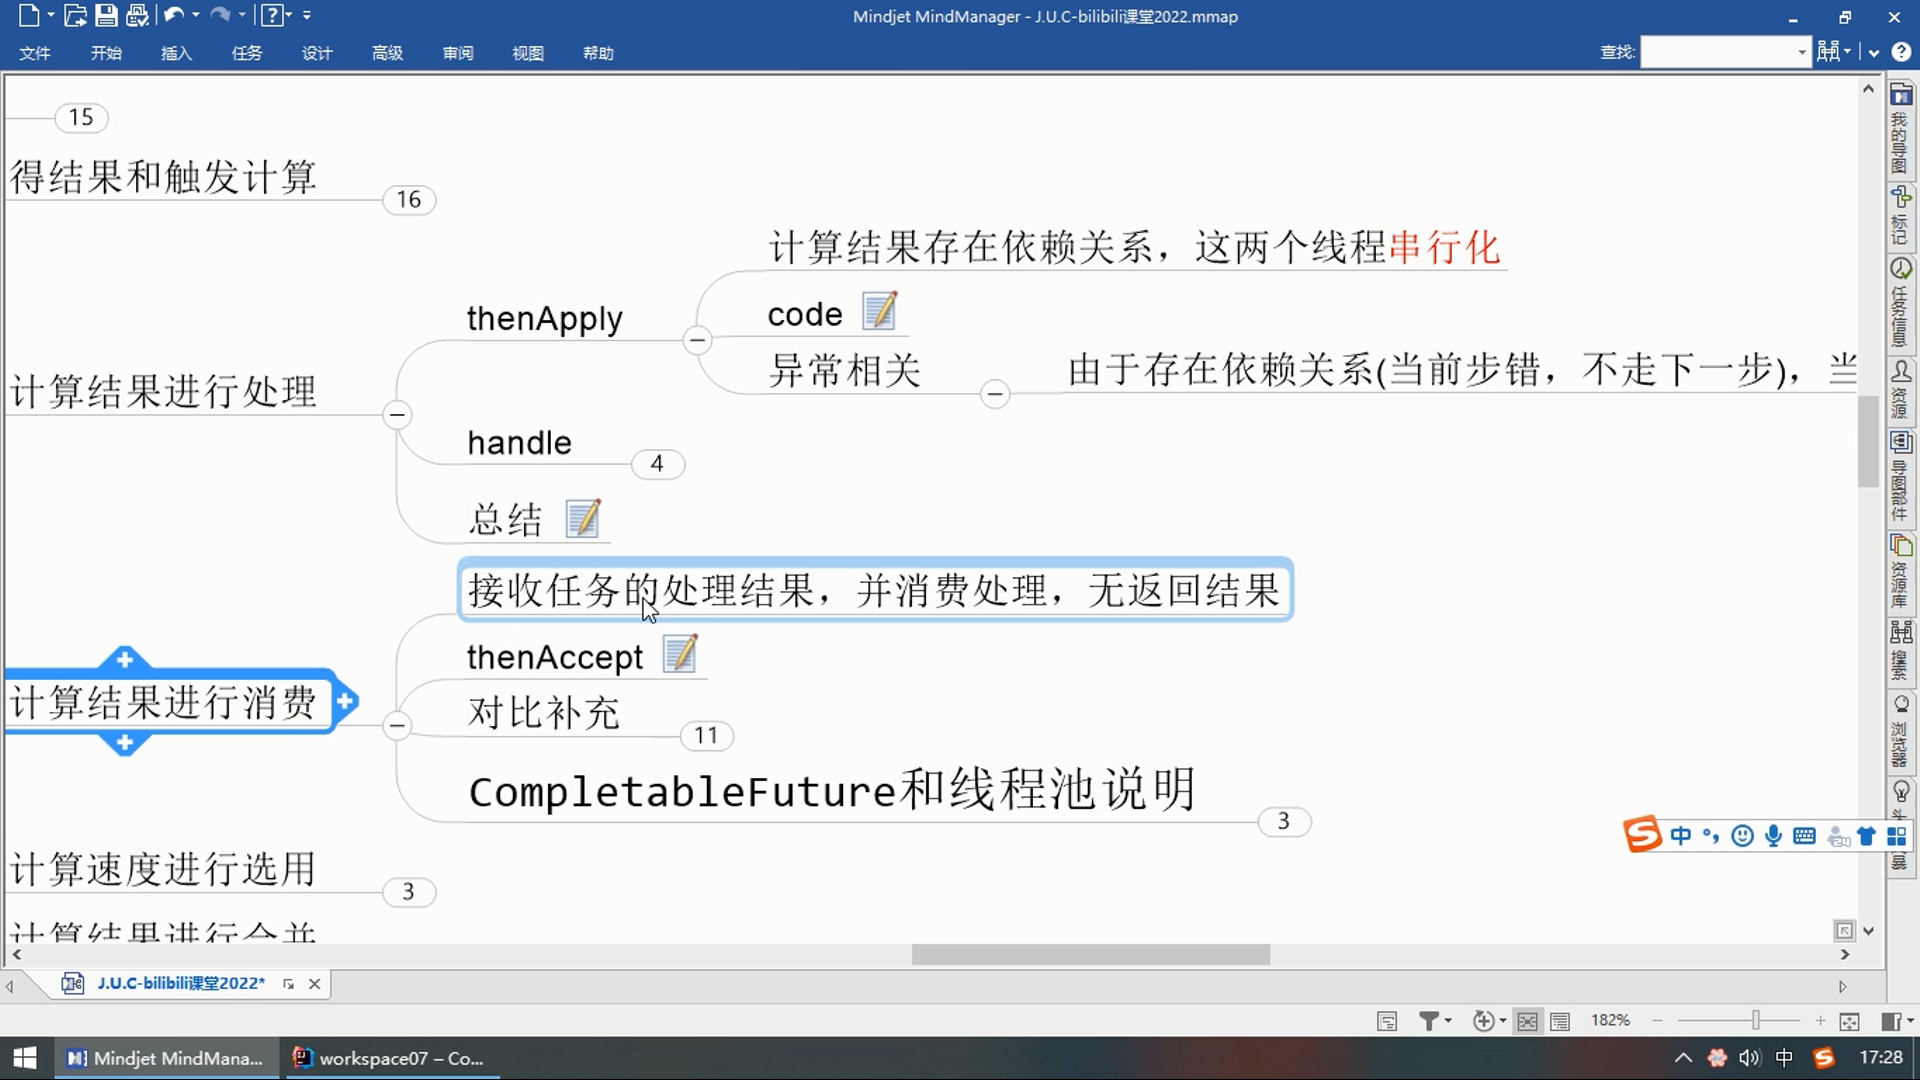 Mindjet MindManager - J.U.C-bilibili课堂2022.mmap
文件 开始 插入 任务 设计 高级 审阅 视图 帮助
查找:
15
得结果和触发计算
16
计算结果存在依赖关系，这两个线程串行化
thenApply
code
异常相关
由于存在依赖关系(当前步错，不走下一步)，当
计算结果进行处理
handle
4
总结
接收任务的处理结果，并消费处理，无返回结果
thenAccept
计算结果进行消费
对比补充
11
CompletableFuture和线程池说明
3
计算速度进行选用
3
计算结果进行合并
我的导图
标记
任务信息
资源
导图部件
资源库
搜索
浏览器
中
J.U.C-bilibili课堂2022*
182%
Mindjet MindMana...
workspace07 – Co...
中
17:28